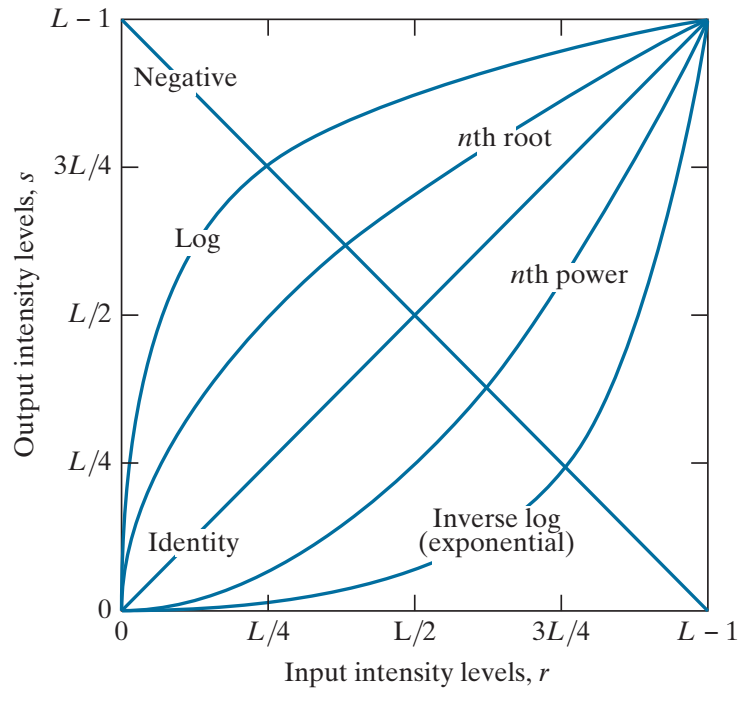 L – 1
Negative
nth root
3L/4
Log
nth power
L/2
Output intensity levels, s
L/4
Inverse log
(exponential)
Identity
0
0 L/4 L/2 3L/4 L – 1
Input intensity levels, r